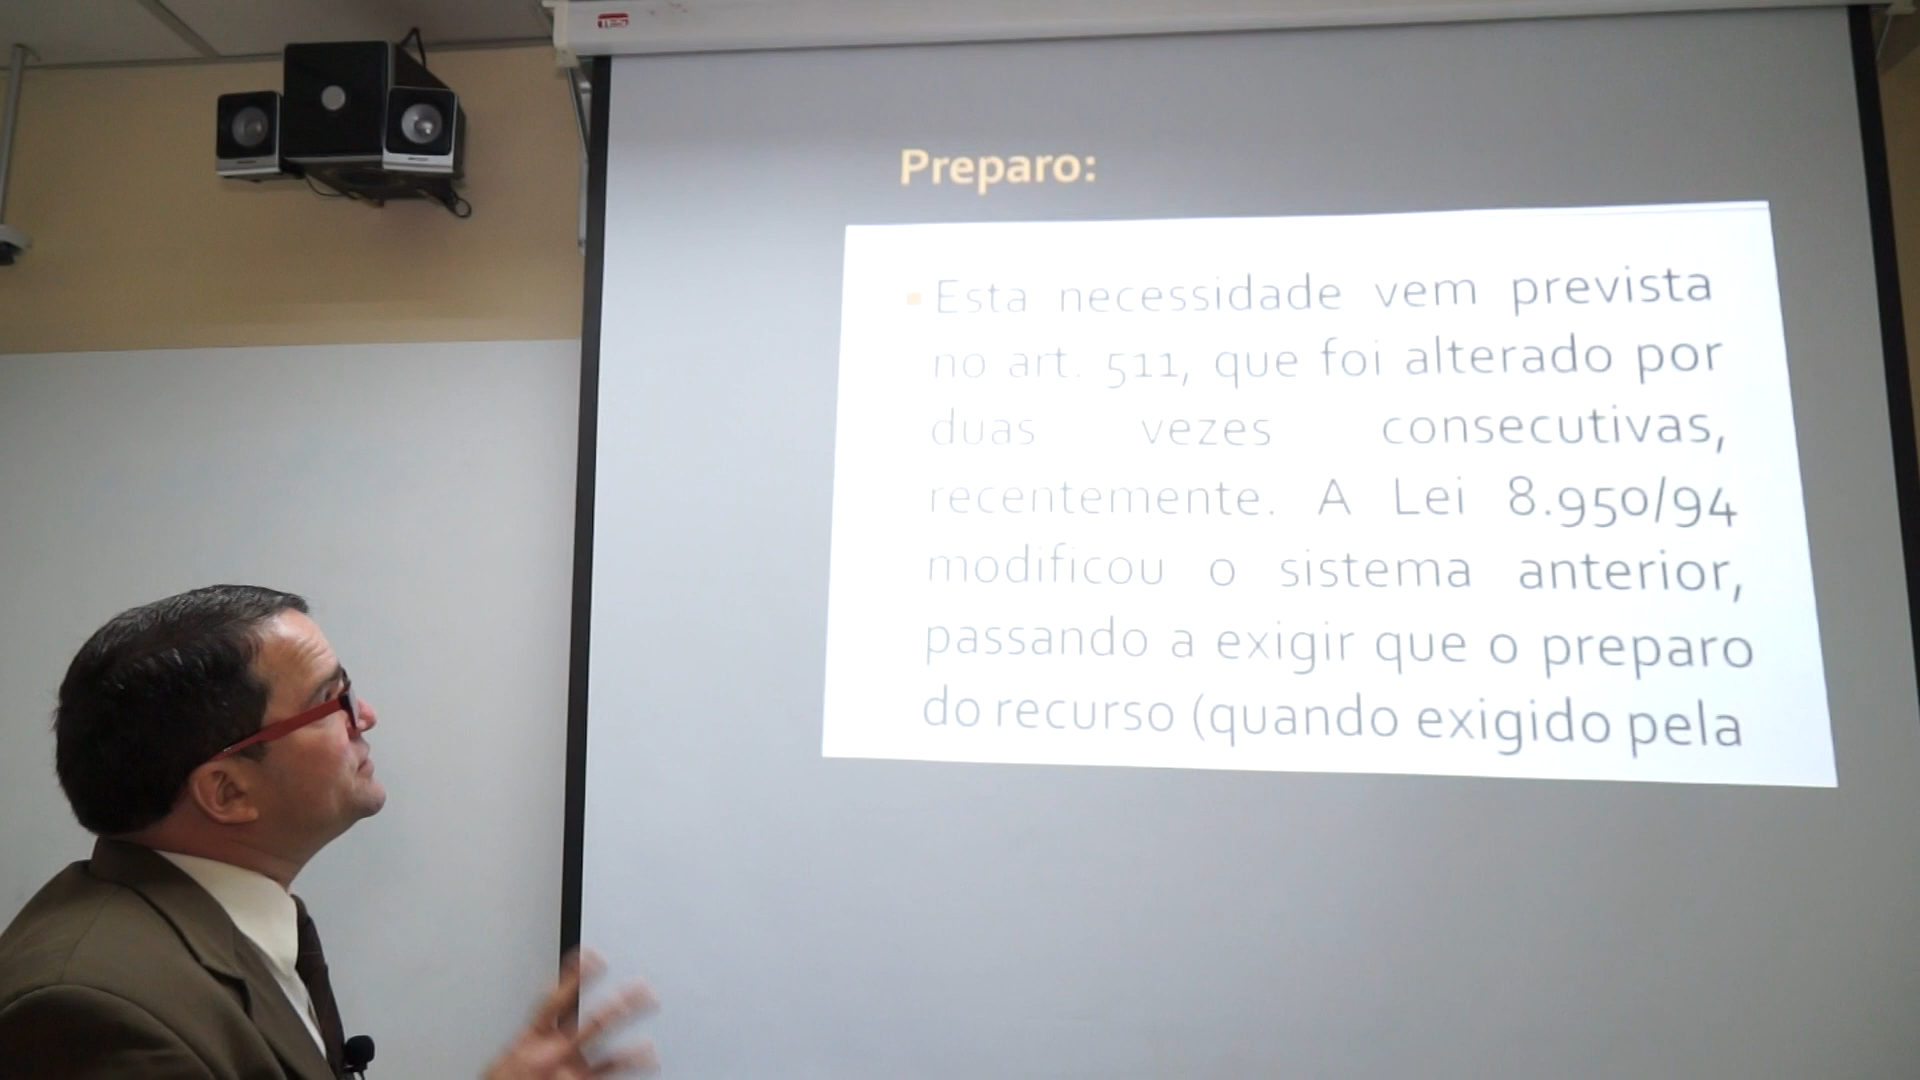 Preparo:
Esta necessidade vem prevista
no art. 511, que foi alterado por
duas vezes consecutivas,
recentemente. A Lei 8.950/94
modificou o sistema anterior,
passando a exigir que o preparo
do recurso (quando exigido pela